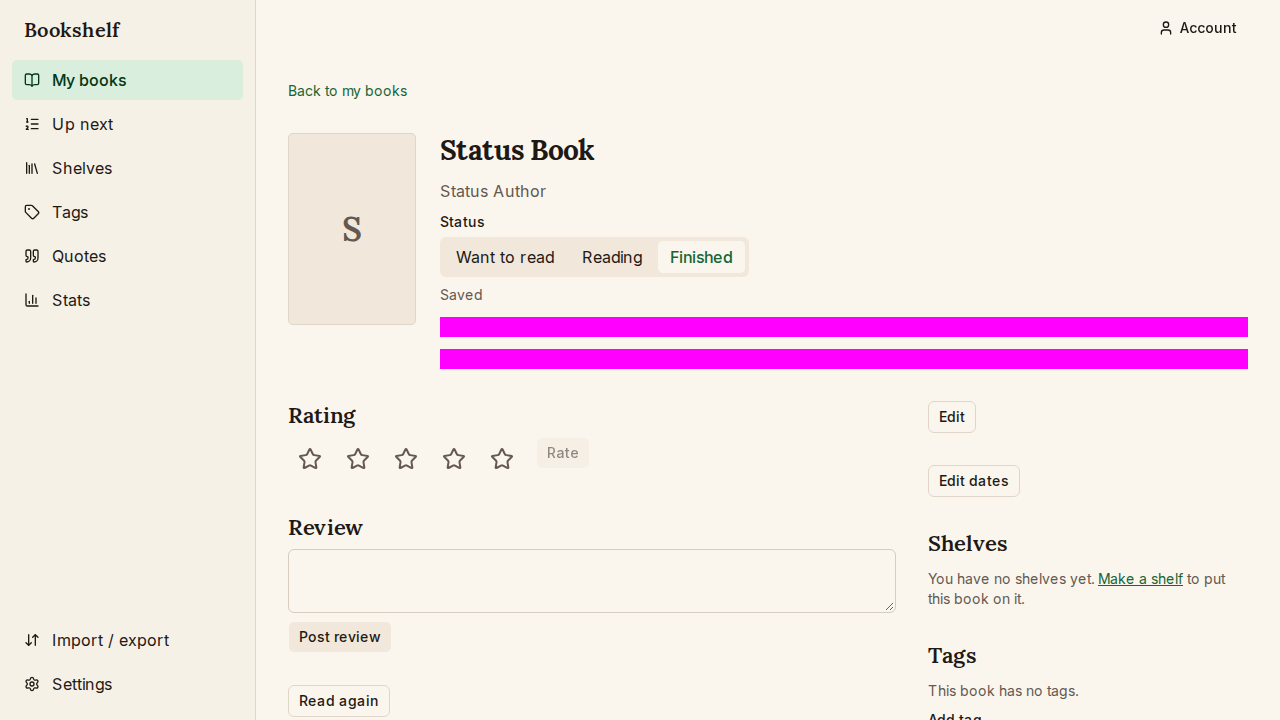 Bookshelf
My books
Up next
Shelves
Tags
Quotes
Stats
Import / export
Settings
Account
Back to my books
S
Status Book
Status Author
Status
Want to read
Reading
Finished
Saved
Rating
Rate
Review
Post review
Read again
Edit
Edit dates
Shelves
You have no shelves yet. Make a shelf to put
this book on it.
Tags
This book has no tags.
Add tag